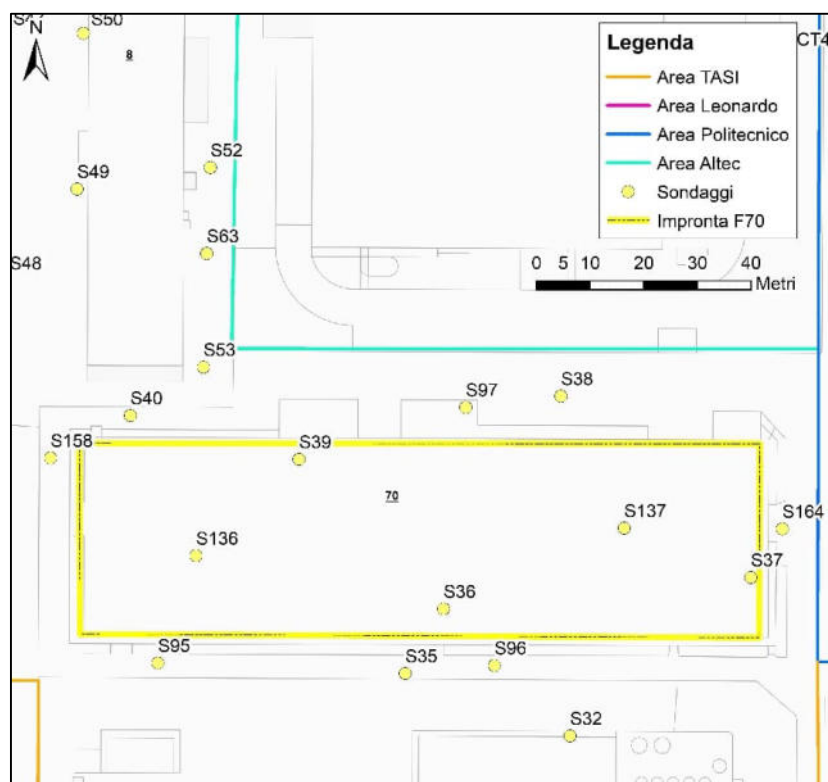 S50
N
8
S52
S49
S63
S48
S53
S40
S97
S38
S158
S39
70
S164
S137
S136
S37
S36
S95
S35
S96
S32
CT4
Legenda
Area TASI
Area Leonardo
Area Politecnico
Area Altec
Sondaggi
Impronta F70
0 5 10 20 30 40
Metri